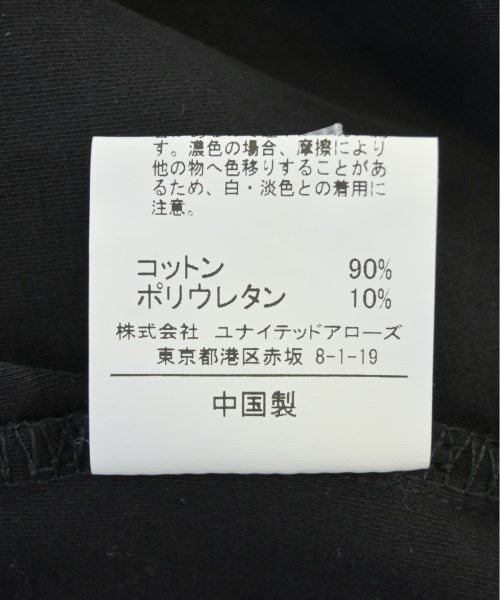 す。濃色の場合、摩擦により
他の物へ色移りすることがあ
るため、白・淡色との着用に
注意。
コットン 90%
ポリウレタン 10%
株式会社 ユナイテッドアローズ
東京都港区赤坂 8-1-19
中国製